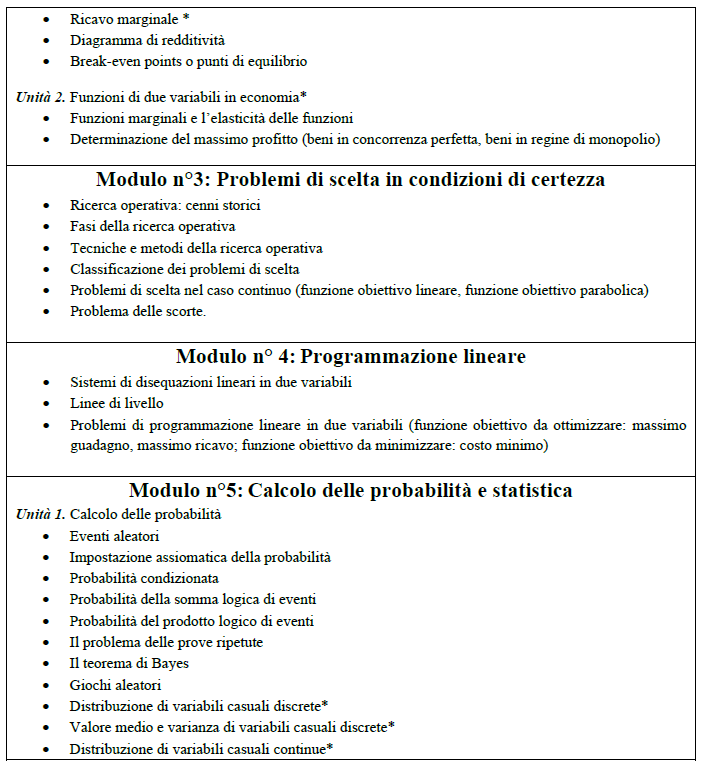 • Ricavo marginale *
• Diagramma di redditività
• Break-even points o punti di equilibrio
Unità 2. Funzioni di due variabili in economia*
• Funzioni marginali e l’elasticità delle funzioni
• Determinazione del massimo profitto (beni in concorrenza perfetta, beni in regine di monopolio)
Modulo n°3: Problemi di scelta in condizioni di certezza
• Ricerca operativa: cenni storici
• Fasi della ricerca operativa
• Tecniche e metodi della ricerca operativa
• Classificazione dei problemi di scelta
• Problemi di scelta nel caso continuo (funzione obiettivo lineare, funzione obiettivo parabolica)
• Problema delle scorte.
Modulo n° 4: Programmazione lineare
• Sistemi di disequazioni lineari in due variabili
• Linee di livello
• Problemi di programmazione lineare in due variabili (funzione obiettivo da ottimizzare: massimo
guadagno, massimo ricavo; funzione obiettivo da minimizzare: costo minimo)
Modulo n°5: Calcolo delle probabilità e statistica
Unità 1. Calcolo delle probabilità
• Eventi aleatori
• Impostazione assiomatica della probabilità
• Probabilità condizionata
• Probabilità della somma logica di eventi
• Probabilità del prodotto logico di eventi
• Il problema delle prove ripetute
• Il teorema di Bayes
• Giochi aleatori
• Distribuzione di variabili casuali discrete*
• Valore medio e varianza di variabili casuali discrete*
• Distribuzione di variabili casuali continue*